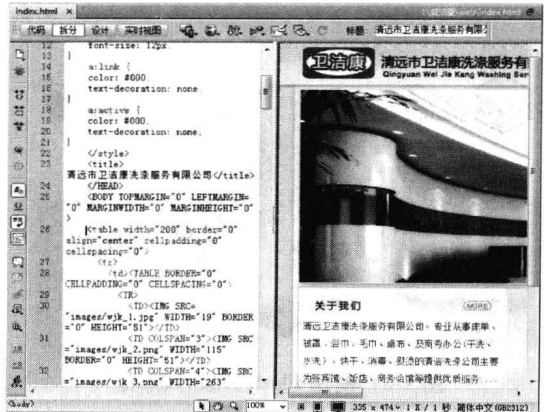 index.html ×
代码 拆分 设计 实时视图 标题: 清远市卫洁康洗涤服务有限
12 font-size: 12px
13 }
14 a:link {
15 color: #000
16 text-decoration: none
17 }
18 a:active {
19 color: #000
20 text-decoration: none
21 }
22 </style>
23 <title>
清远市卫洁康洗涤服务有限公司</title>
24 </HEAD>
25 <BODY TOPMARGIN="0" LEFTMARGIN=
"0" MARGINWIDTH="0" MARGINHEIGHT="0"
>
26 <table width="200" border="0"
align="center" cellpadding="0"
cellspacing="0">
27 <tr>
28 <td><TABLE BORDER="0"
CELLPADDING="0" CELLSPACING="0">
29 <TR>
30 <TD><IMG SRC=
"images/wjk_1.jpg" WIDTH="19" BORDER
="0" HEIGHT="51"></TD>
31 <TD COLSPAN="3"><IMG SRC
="images/wjk_2.png" WIDTH="115"
BORDER="0" HEIGHT="51"></TD>
32 <TD COLSPAN="4"><IMG SRC
="images/wjk_3.png" WIDTH="263"
卫洁康 清远市卫洁康洗涤服务有
Qingyuan Wei Jie Kang Washing Ser
关于我们 MORE
清远卫洁康洗涤服务有限公司。专业从事床单、
被罩、浴巾、毛巾、桌布、及商务办公(干洗、
水洗)、快干、消毒、熨烫的清洁洗涤公司主要
为各宾馆、饭店、商务会馆等提供优质服务
<body> 100% 335 x 474 1 K / 1 秒 简体中文(GB2312)